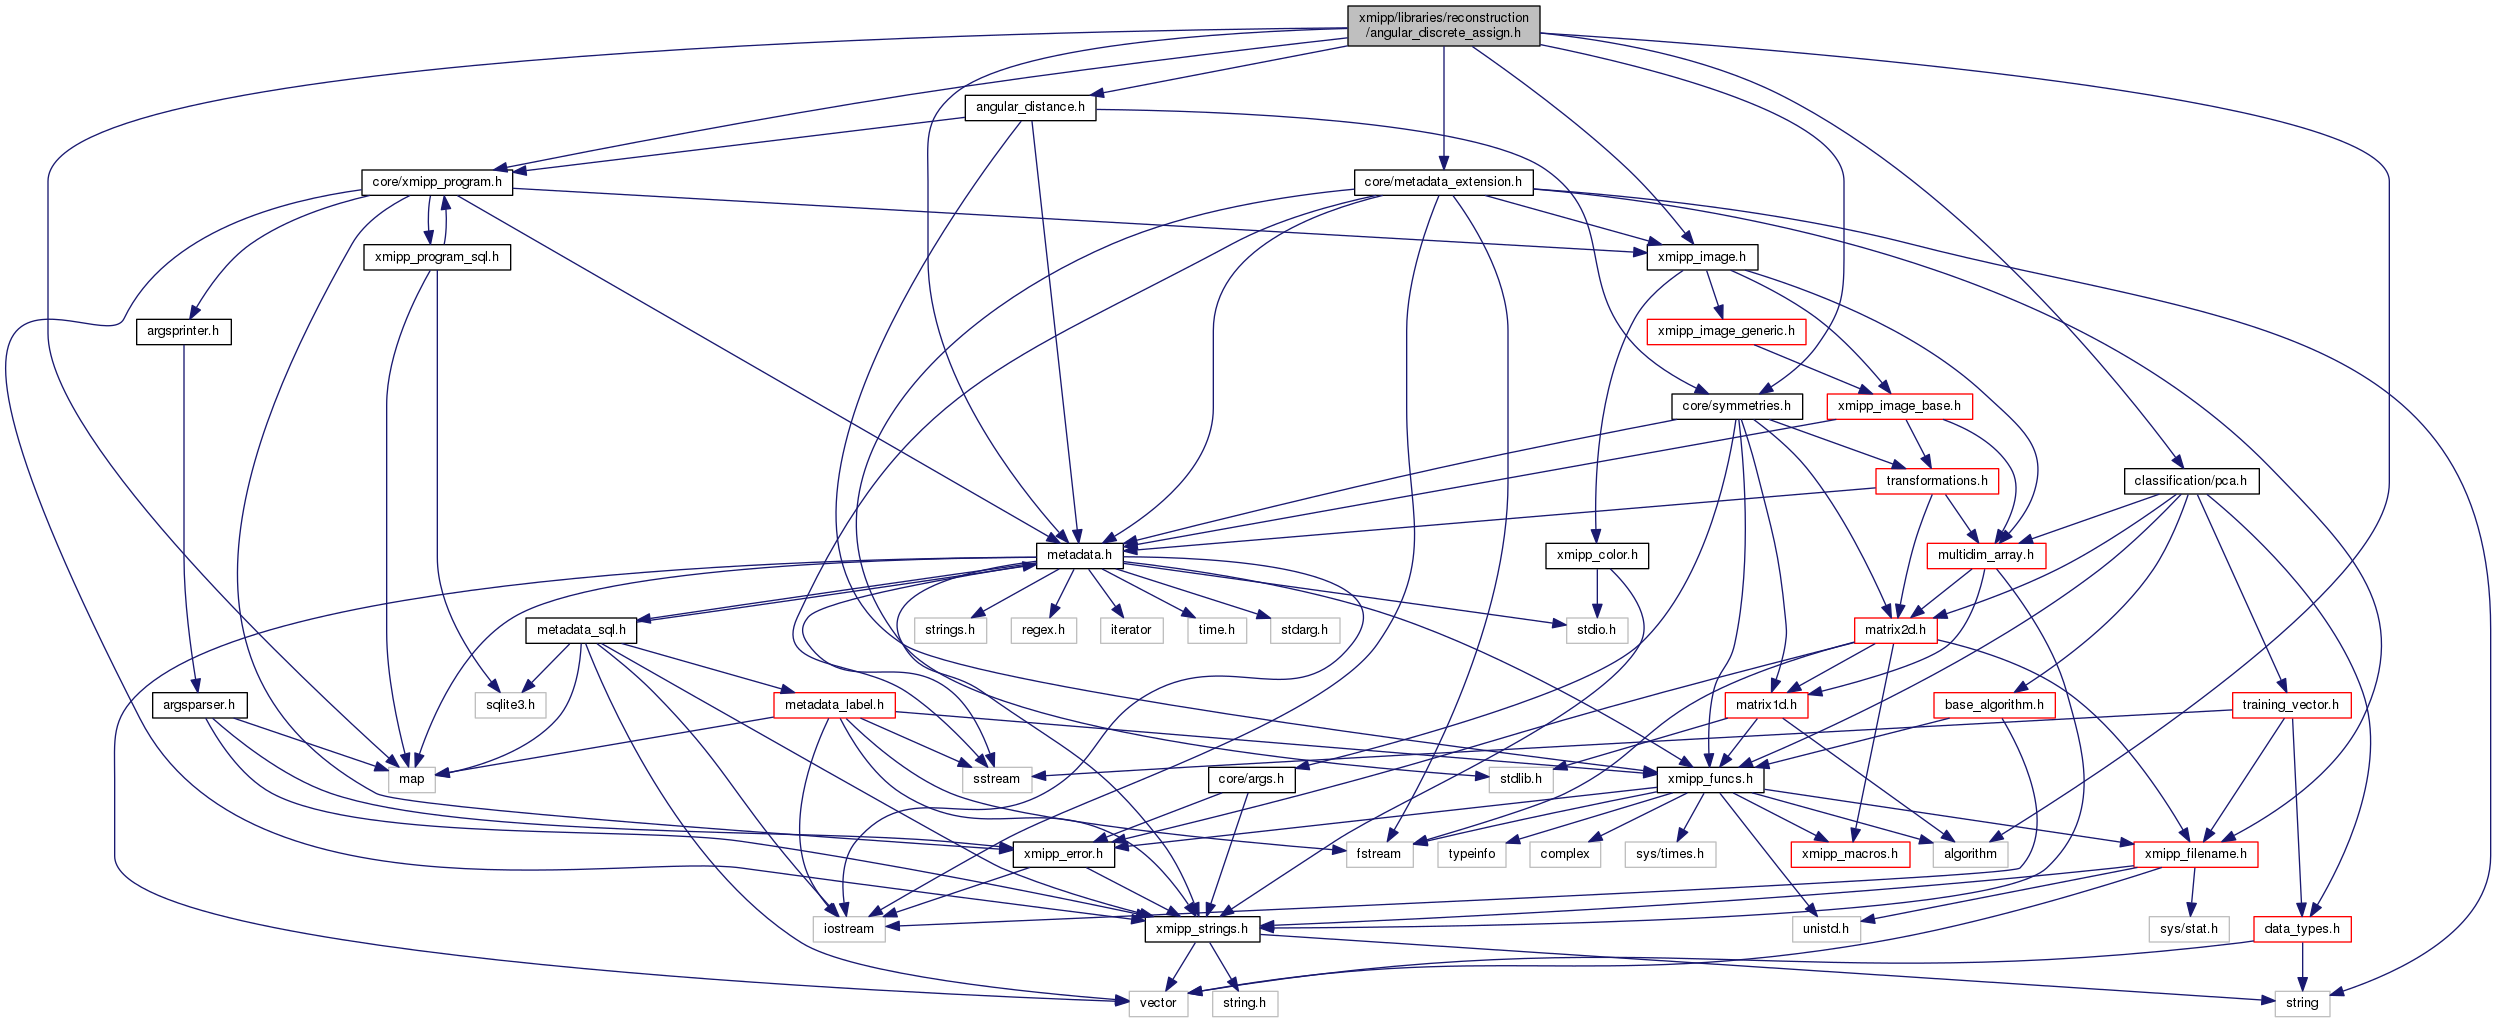 xmipp/libraries/reconstruction
/angular_discrete_assign.h
angular_distance.h
core/xmipp_program.h
core/metadata_extension.h
xmipp_program_sql.h
xmipp_image.h
argsprinter.h
xmipp_image_generic.h
core/symmetries.h
xmipp_image_base.h
transformations.h
classification/pca.h
metadata.h
xmipp_color.h
multidim_array.h
metadata_sql.h
strings.h
regex.h
iterator
time.h
stdarg.h
stdio.h
matrix2d.h
argsparser.h
sqlite3.h
metadata_label.h
matrix1d.h
base_algorithm.h
training_vector.h
map
sstream
stdlib.h
core/args.h
xmipp_funcs.h
xmipp_error.h
fstream
typeinfo
complex
sys/times.h
xmipp_macros.h
algorithm
xmipp_filename.h
iostream
xmipp_strings.h
unistd.h
sys/stat.h
data_types.h
vector
string.h
string